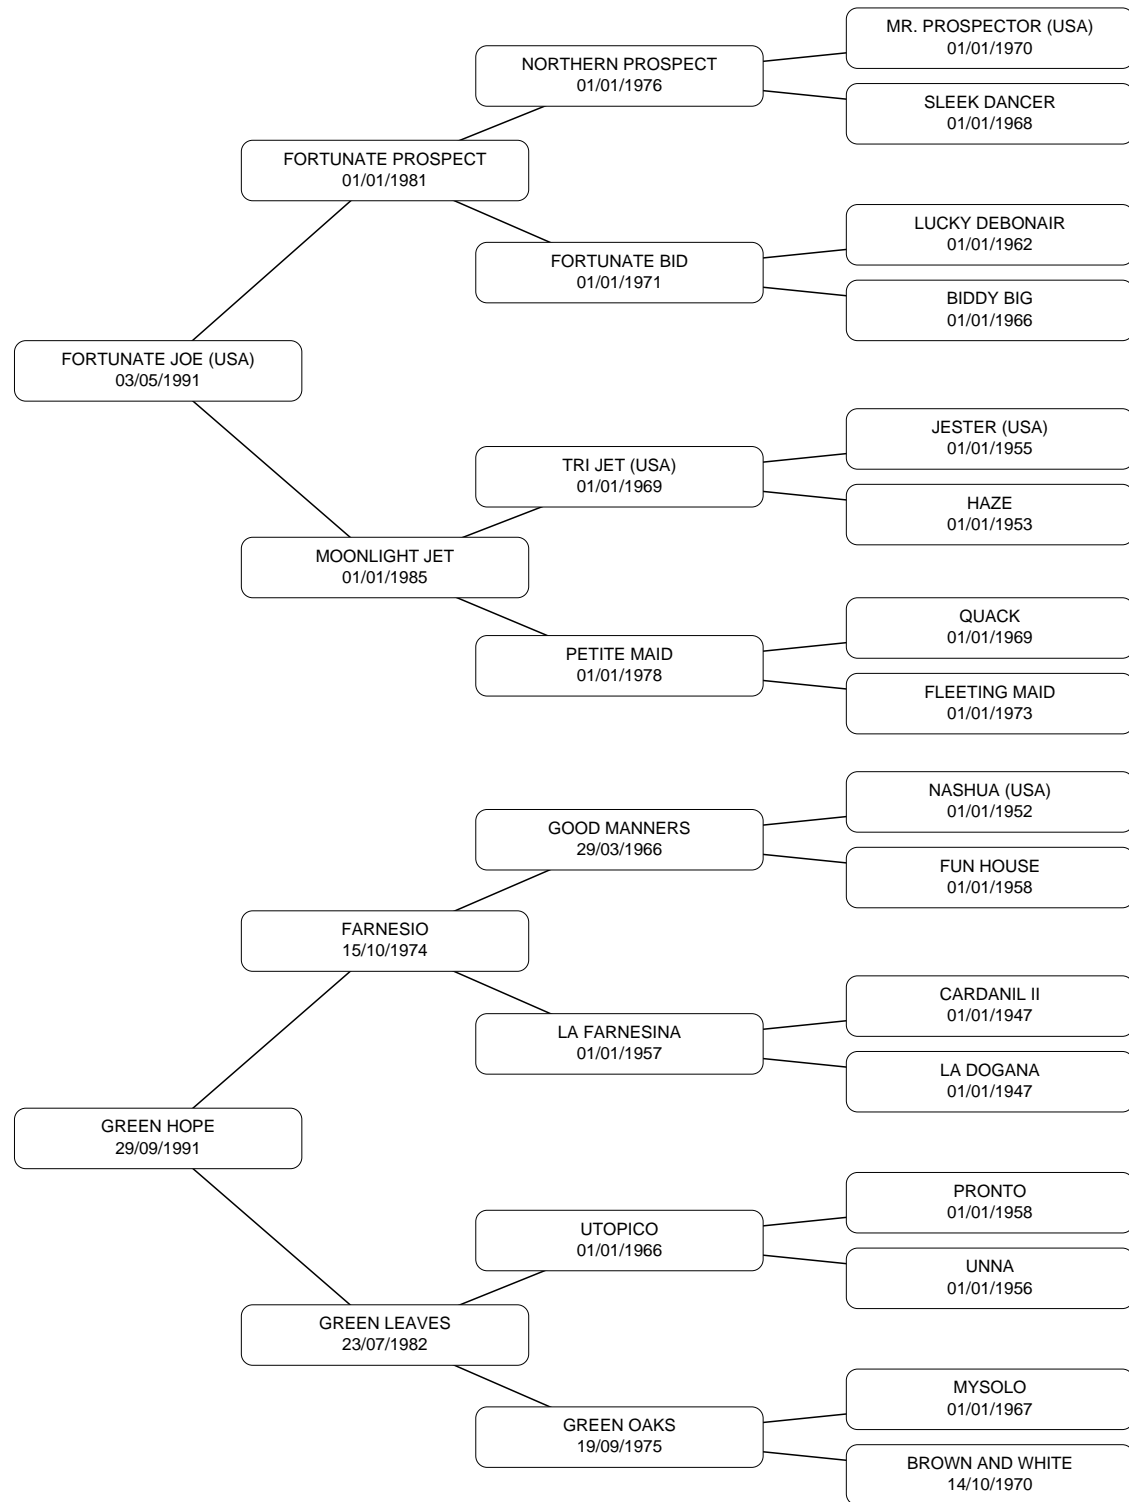 MR. PROSPECTOR (USA)
01/01/1970
NORTHERN PROSPECT
01/01/1976
SLEEK DANCER
01/01/1968
FORTUNATE PROSPECT
01/01/1981
LUCKY DEBONAIR
01/01/1962
FORTUNATE BID
01/01/1971
BIDDY BIG
01/01/1966
FORTUNATE JOE (USA)
03/05/1991
JESTER (USA)
01/01/1955
TRI JET (USA)
01/01/1969
HAZE
01/01/1953
MOONLIGHT JET
01/01/1985
QUACK
01/01/1969
PETITE MAID
01/01/1978
FLEETING MAID
01/01/1973
NASHUA (USA)
01/01/1952
GOOD MANNERS
29/03/1966
FUN HOUSE
01/01/1958
FARNESIO
15/10/1974
CARDANIL II
01/01/1947
LA FARNESINA
01/01/1957
LA DOGANA
01/01/1947
GREEN HOPE
29/09/1991
PRONTO
01/01/1958
UTOPICO
01/01/1966
UNNA
01/01/1956
GREEN LEAVES
23/07/1982
MYSOLO
01/01/1967
GREEN OAKS
19/09/1975
BROWN AND WHITE
14/10/1970